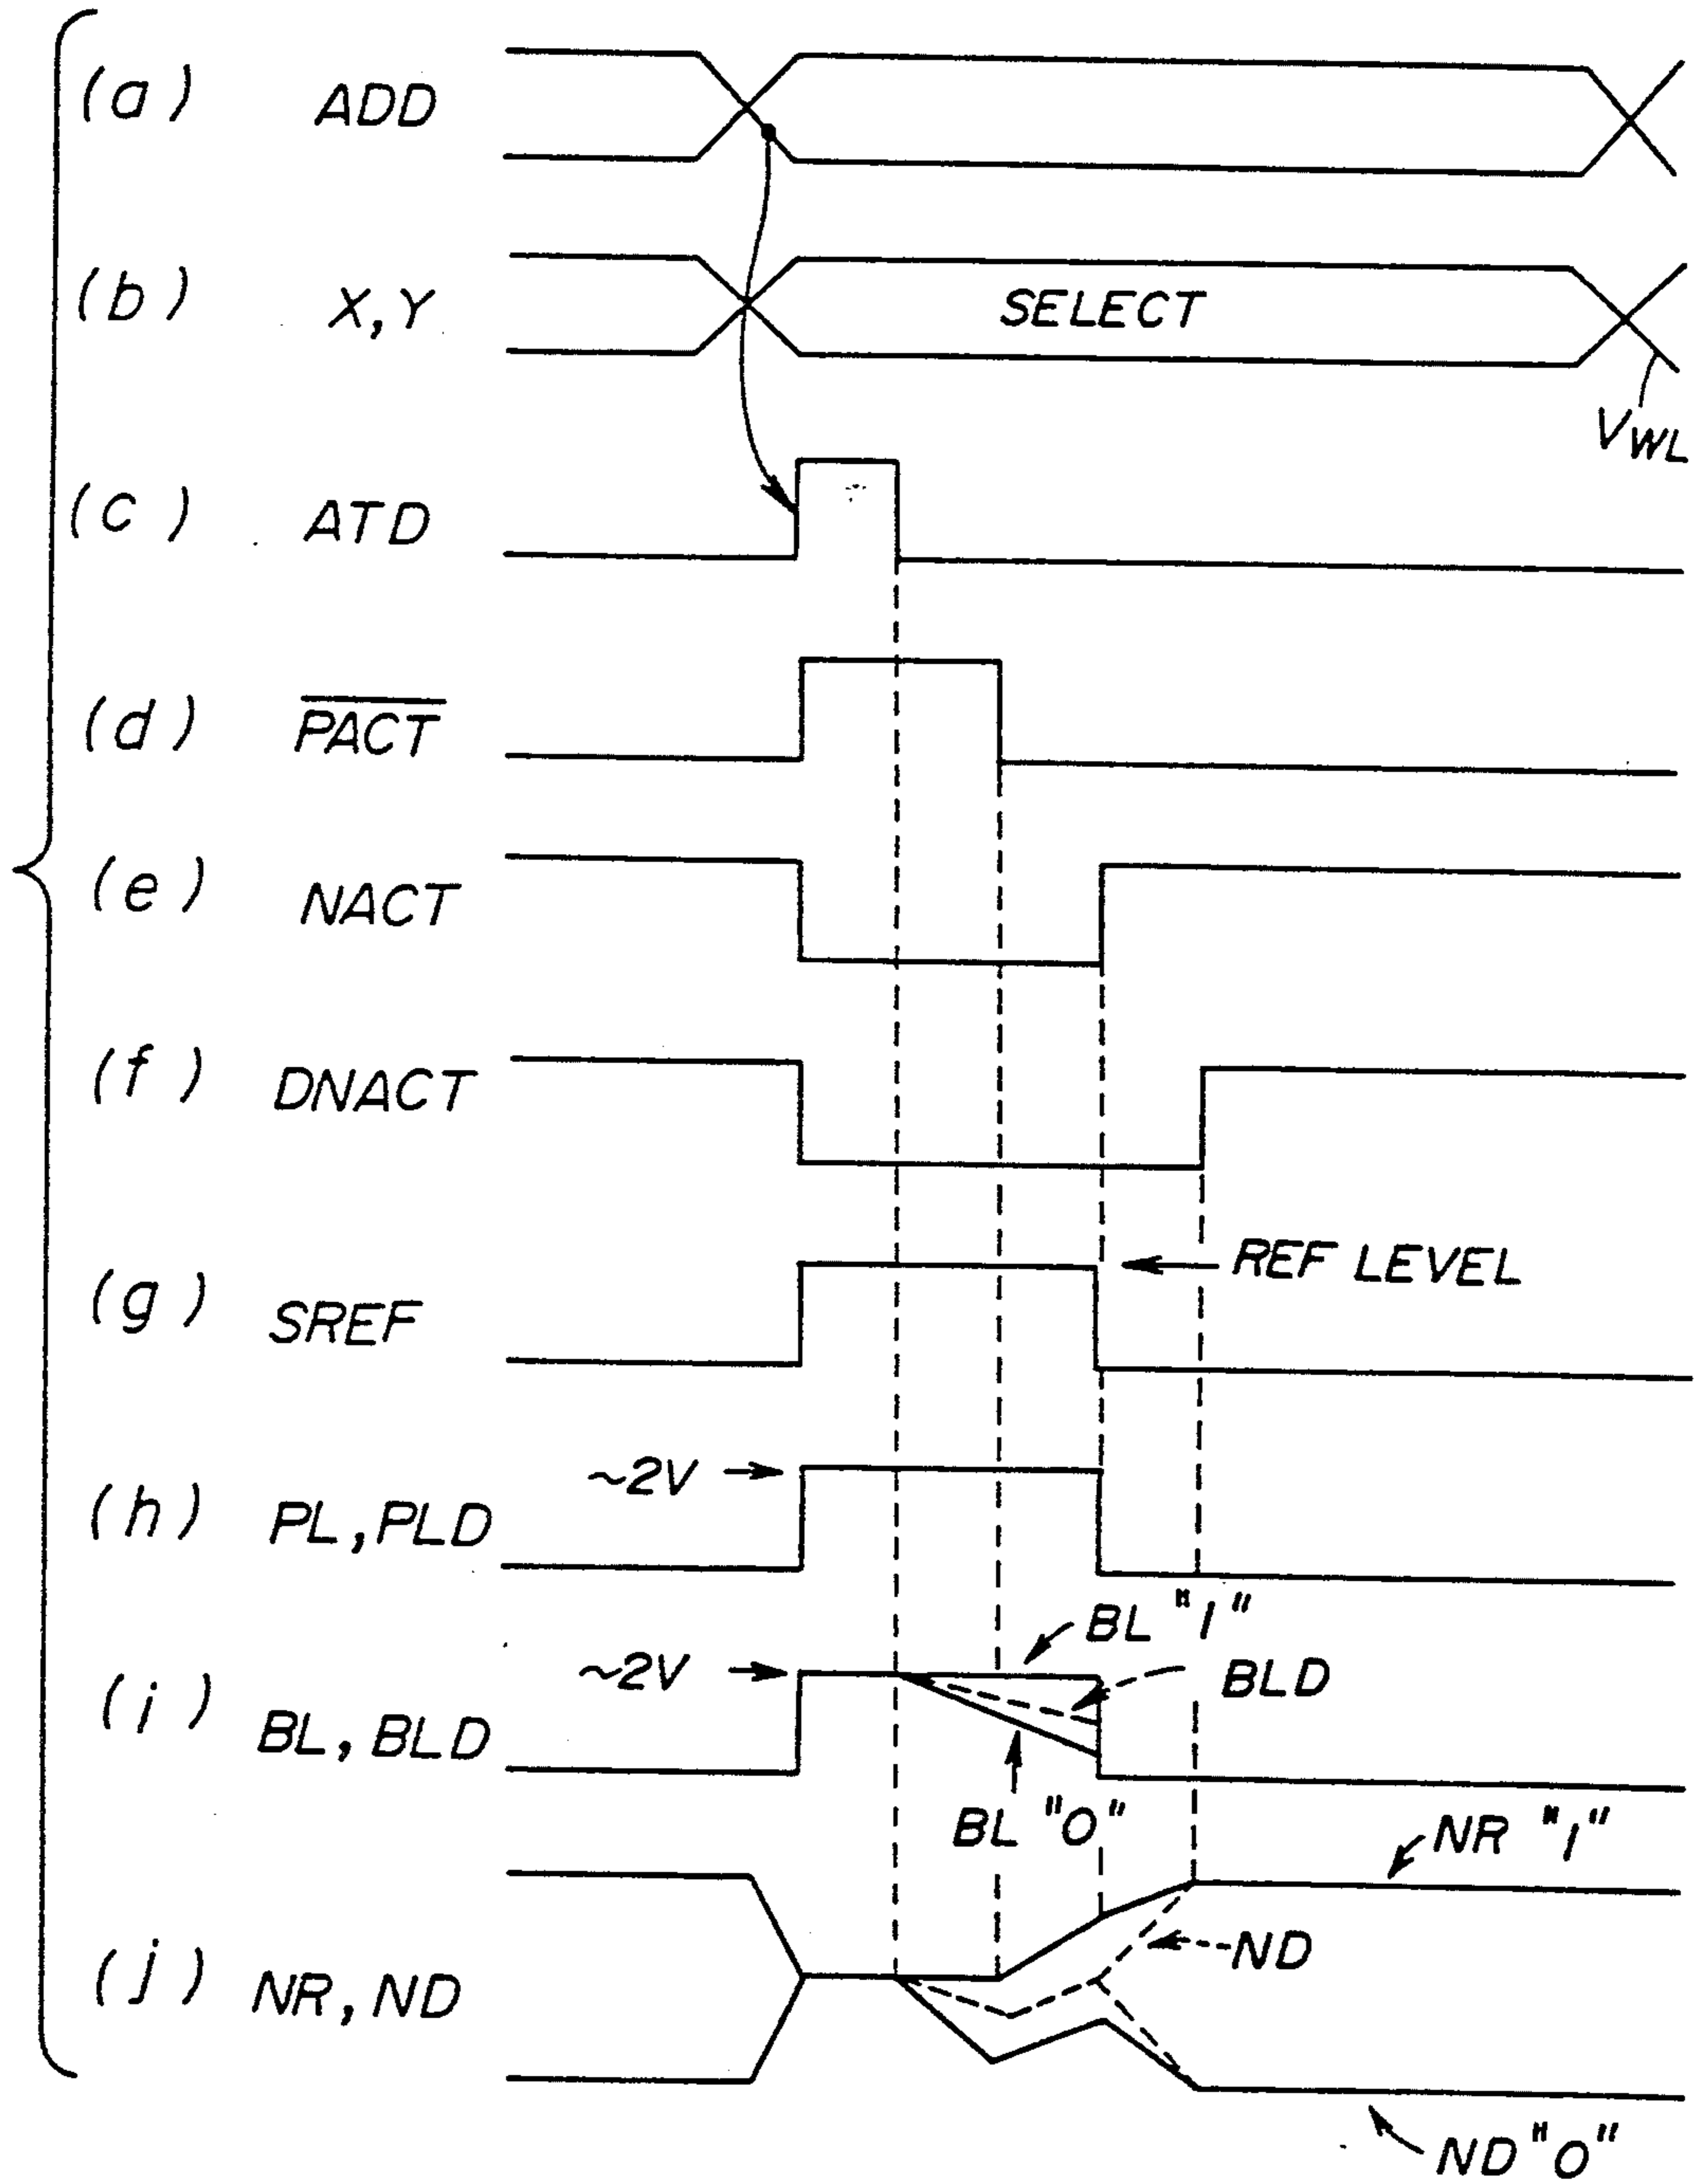 (a) ADD
(b) X, Y SELECT
VWL
(c) ATD
(d) PACT
(e) NACT
(f) DNACT
REF LEVEL
(g) SREF
~2V
(h) PL, PLD
BL "1"
~2V
BLD
(i) BL, BLD
BL "0"
NR "1"
ND
(j) NR, ND
ND "0"